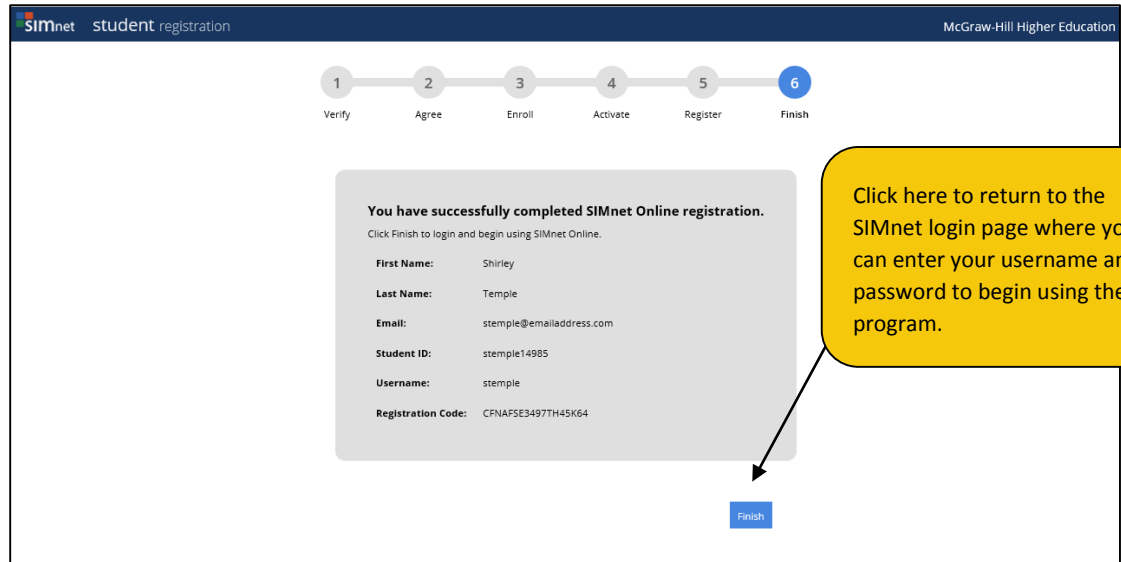 SIMnet student registration McGraw-Hill Higher Education
1 2 3 4 5 6
Verify Agree Enroll Activate Register Finish
You have successfully completed SIMnet Online registration.
Click Finish to login and begin using SIMnet Online.
First Name: Shirley
Last Name: Temple
Email: stemple@emailaddress.com
Student ID: stemple14985
Username: stemple
Registration Code: CFNAFSE3497TH45K64
Click here to return to the
SIMnet login page where
can enter your username
password to begin using the
program.
Finish